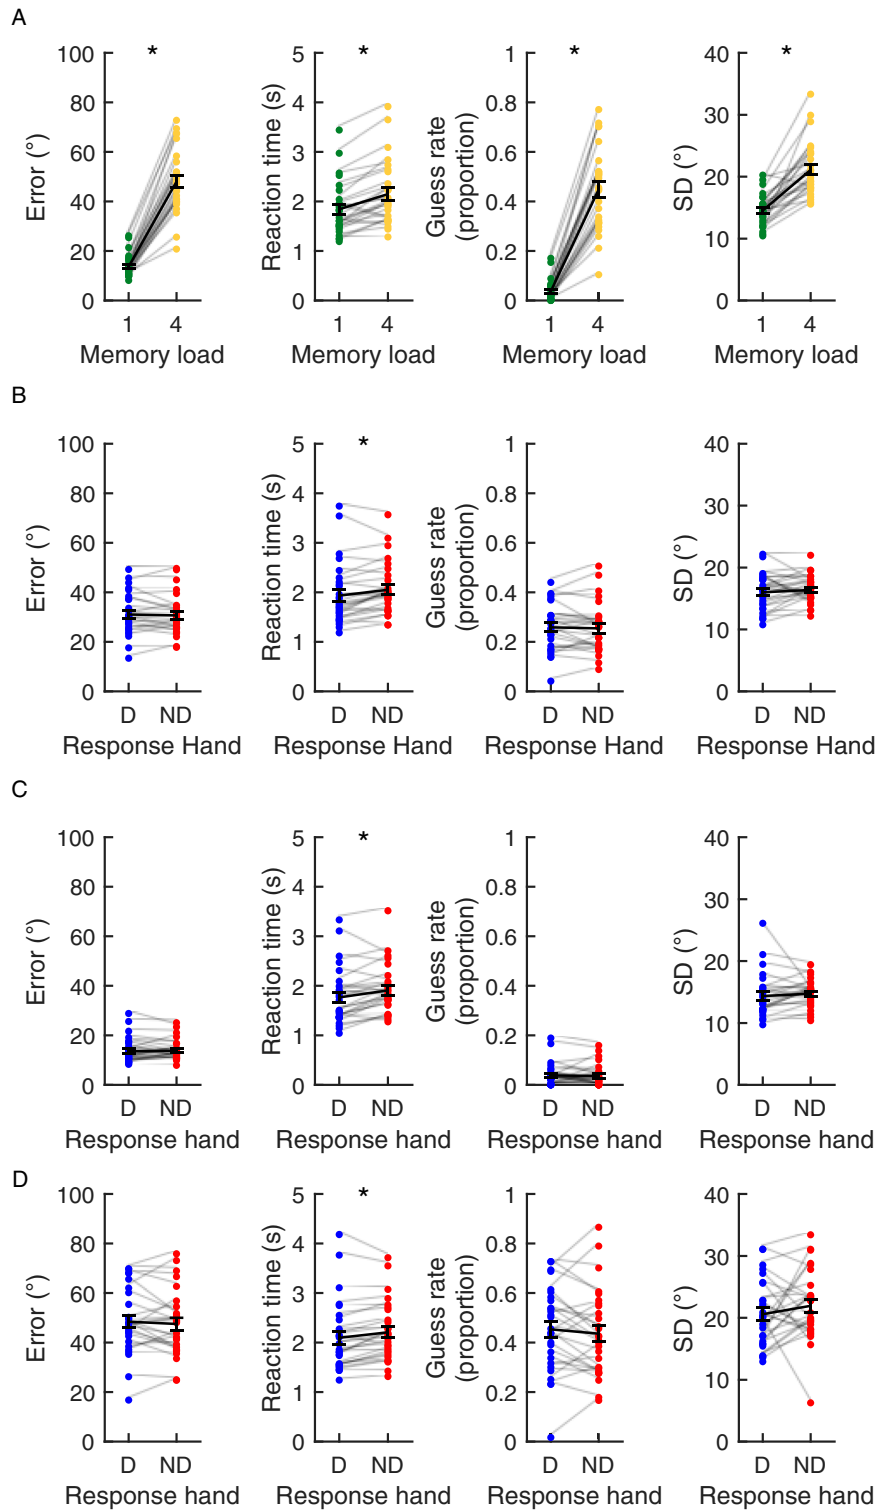 A
* * * *
Error (°) Reaction time (s) Guess rate (proportion) SD (°)
100 5 1 40
80 4 0.8 30
60 3 0.6 20
40 2 0.4 10
20 1 0.2 0
0 0 0
1 4 1 4 1 4 1 4
Memory load Memory load Memory load Memory load
B
*
Error (°) Reaction time (s) Guess rate (proportion) SD (°)
100 5 1 40
80 4 0.8 30
60 3 0.6 20
40 2 0.4 10
20 1 0.2 0
0 0 0
D ND D ND D ND D ND
Response Hand Response Hand Response Hand Response Hand
C
*
Error (°) Reaction time (s) Guess rate (proportion) SD (°)
100 5 1 40
80 4 0.8 30
60 3 0.6 20
40 2 0.4 10
20 1 0.2 0
0 0 0
D ND D ND D ND D ND
Response hand Response hand Response hand Response hand
D
*
Error (°) Reaction time (s) Guess rate (proportion) SD (°)
100 5 1 40
80 4 0.8 30
60 3 0.6 20
40 2 0.4 10
20 1 0.2 0
0 0 0
D ND D ND D ND D ND
Response hand Response hand Response hand Response hand